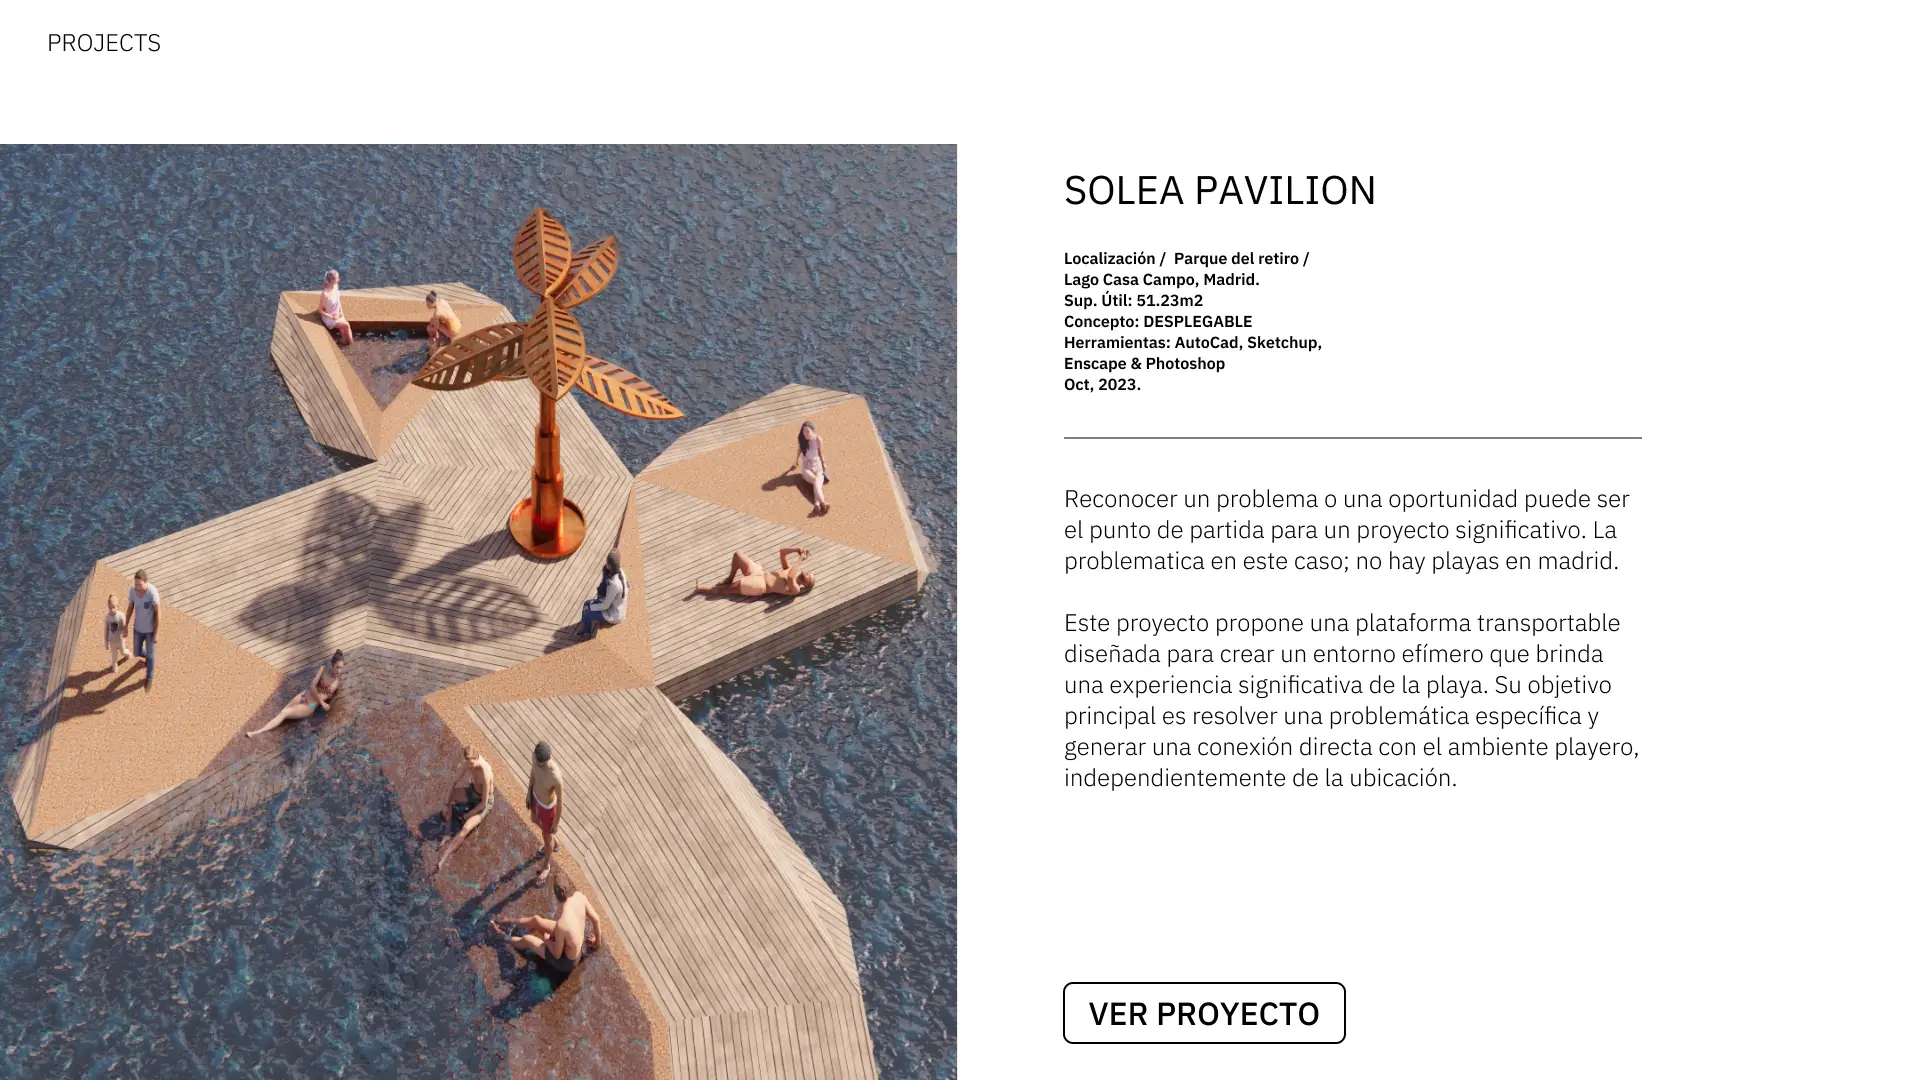 PROJECTS
SOLEA PAVILION
Localización /  Parque del retiro /
Lago Casa Campo, Madrid.
Sup. Útil: 51.23m2
Concepto: DESPLEGABLE
Herramientas: AutoCad, Sketchup,
Enscape & Photoshop
Oct, 2023.
Reconocer un problema o una oportunidad puede ser
el punto de partida para un proyecto significativo. La
problematica en este caso; no hay playas en madrid.
Este proyecto propone una plataforma transportable
diseñada para crear un entorno efímero que brinda
una experiencia significativa de la playa. Su objetivo
principal es resolver una problemática específica y
generar una conexión directa con el ambiente playero,
independientemente de la ubicación.
VER PROYECTO